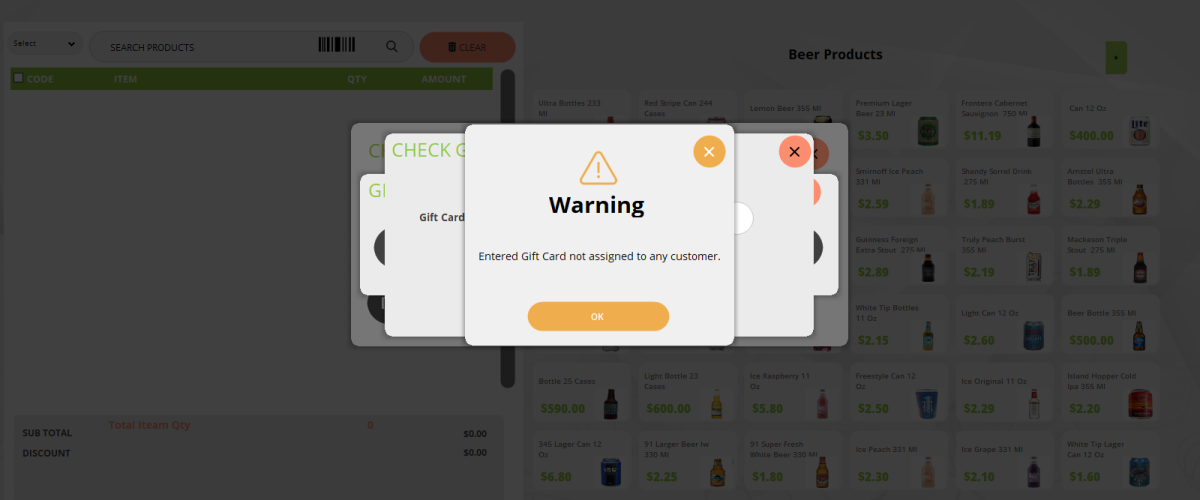 Select
SEARCH PRODUCTS
CLEAR
Beer Products
CODE ITEM QTY AMOUNT
Ultra Bottles 233
Ml
Red Stripe Can 244
Cases
Lemon Beer 355 Ml
Premium Lager
Beer 23 Ml
$3.50
Frontera Cabernet
Sauvignon 750 Ml
$11.19
Can 12 Oz
$400.00
CHECK G
Gift Card
Warning
Entered Gift Card not assigned to any customer.
OK
Smirnoff Ice Peach
331 Ml
$2.59
Shandy Sorrel Drink
275 Ml
$1.89
Amstel Ultra
Bottles 355 Ml
$2.29
Guinness Foreign
Extra Stout 275 Ml
$2.89
Truly Peach Burst
355 Ml
$2.19
Mackeson Triple
Stout 275 Ml
$1.89
White Tip Bottles
11 Oz
$2.15
Light Can 12 Oz
$2.60
Beer Bottle 355 Ml
$500.00
Bottle 25 Cases
$590.00
Light Bottle 23
Cases
$600.00
Ice Raspberry 11
Oz
$5.80
Freestyle Can 12
Oz
$2.50
Ice Original 11 Oz
$2.29
Island Hopper Cold
Ipa 355 Ml
$2.20
345 Lager Can 12
Oz
$6.80
91 Larger Beer Iw
330 Ml
$2.25
91 Super Fresh
White Beer 330 Ml
$1.80
Ice Peach 331 Ml
$2.30
Ice Grape 331 Ml
$2.10
White Tip Lager
Can 12 Oz
$1.60
Total Iteam Qty 0
SUB TOTAL $0.00
DISCOUNT $0.00